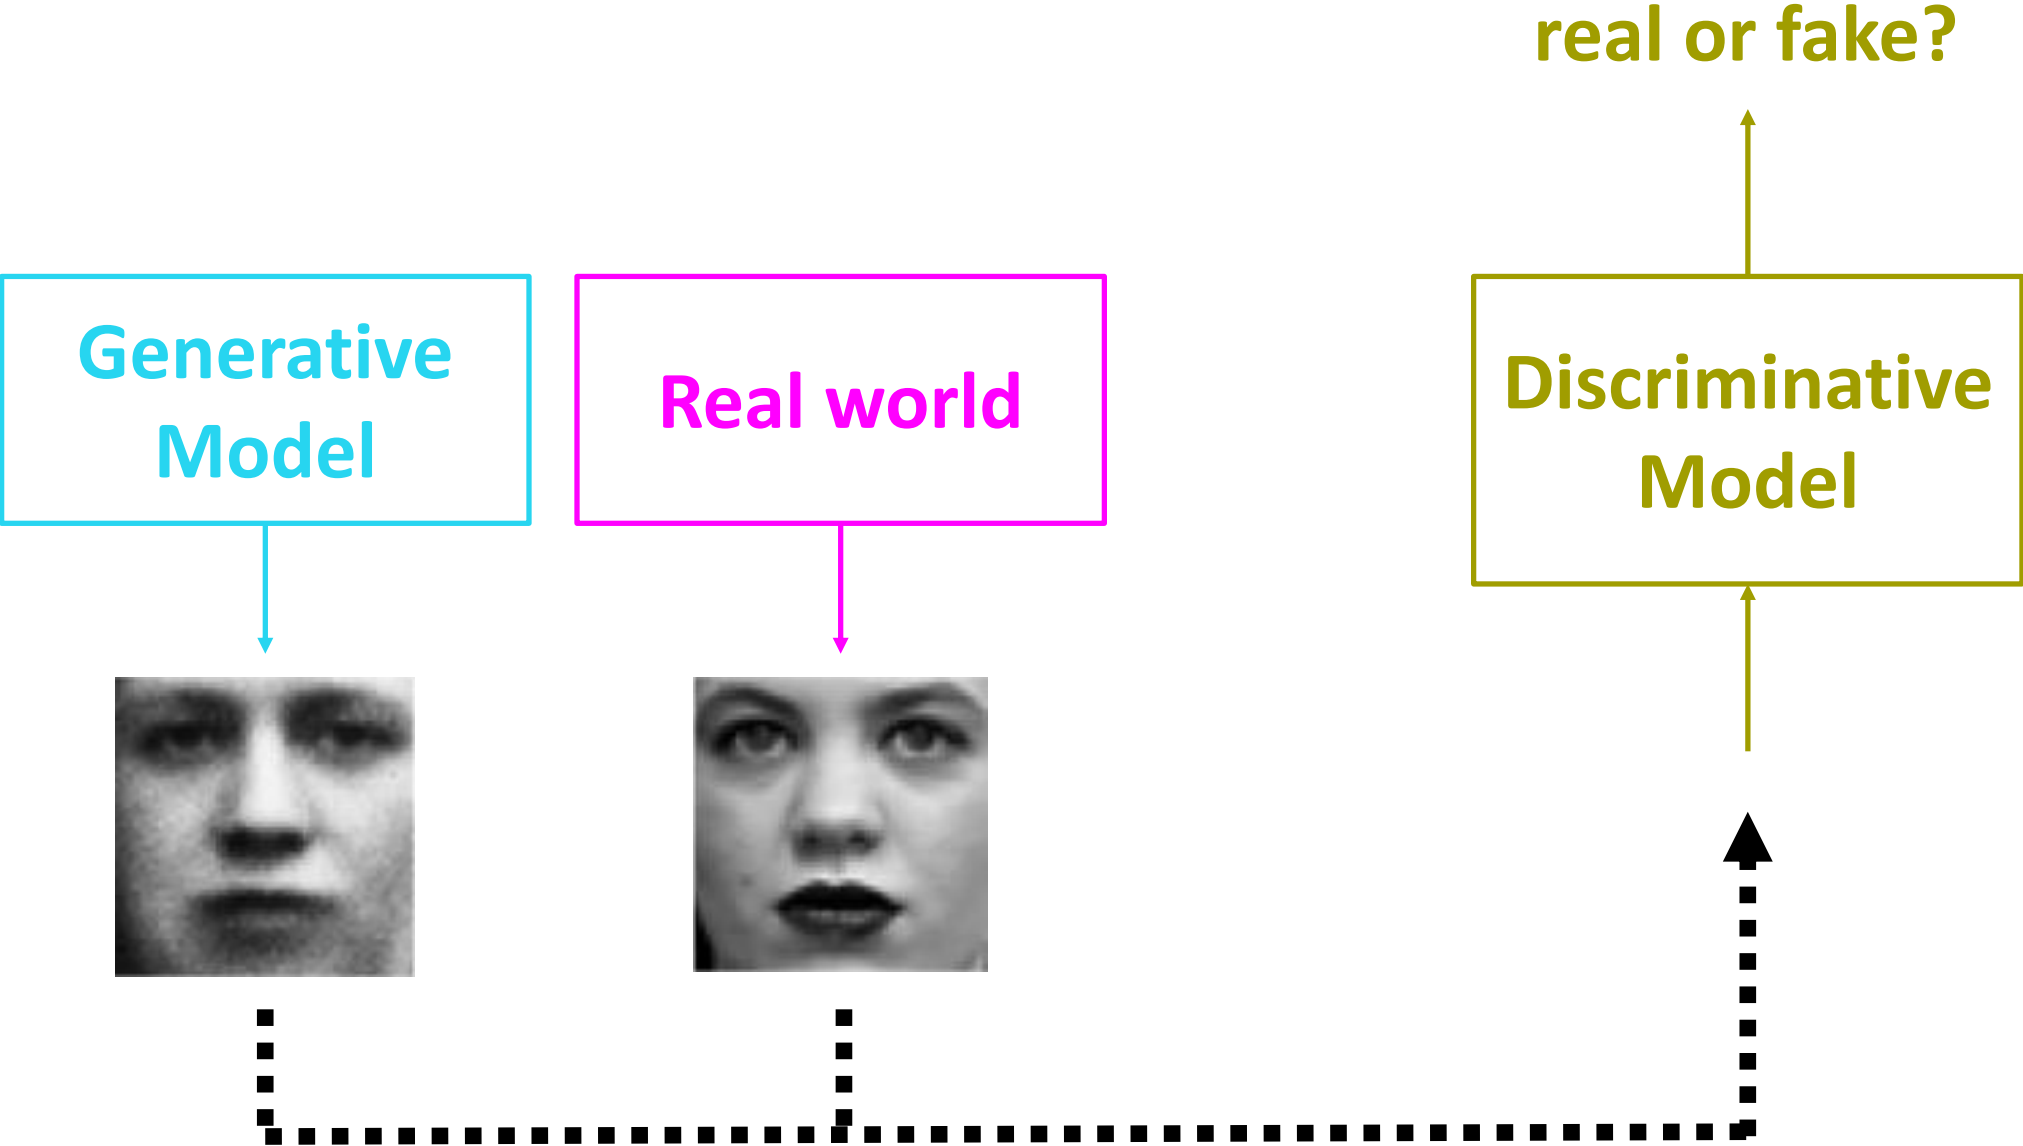 real or fake?
Generative
Model
Real world
Discriminative
Model